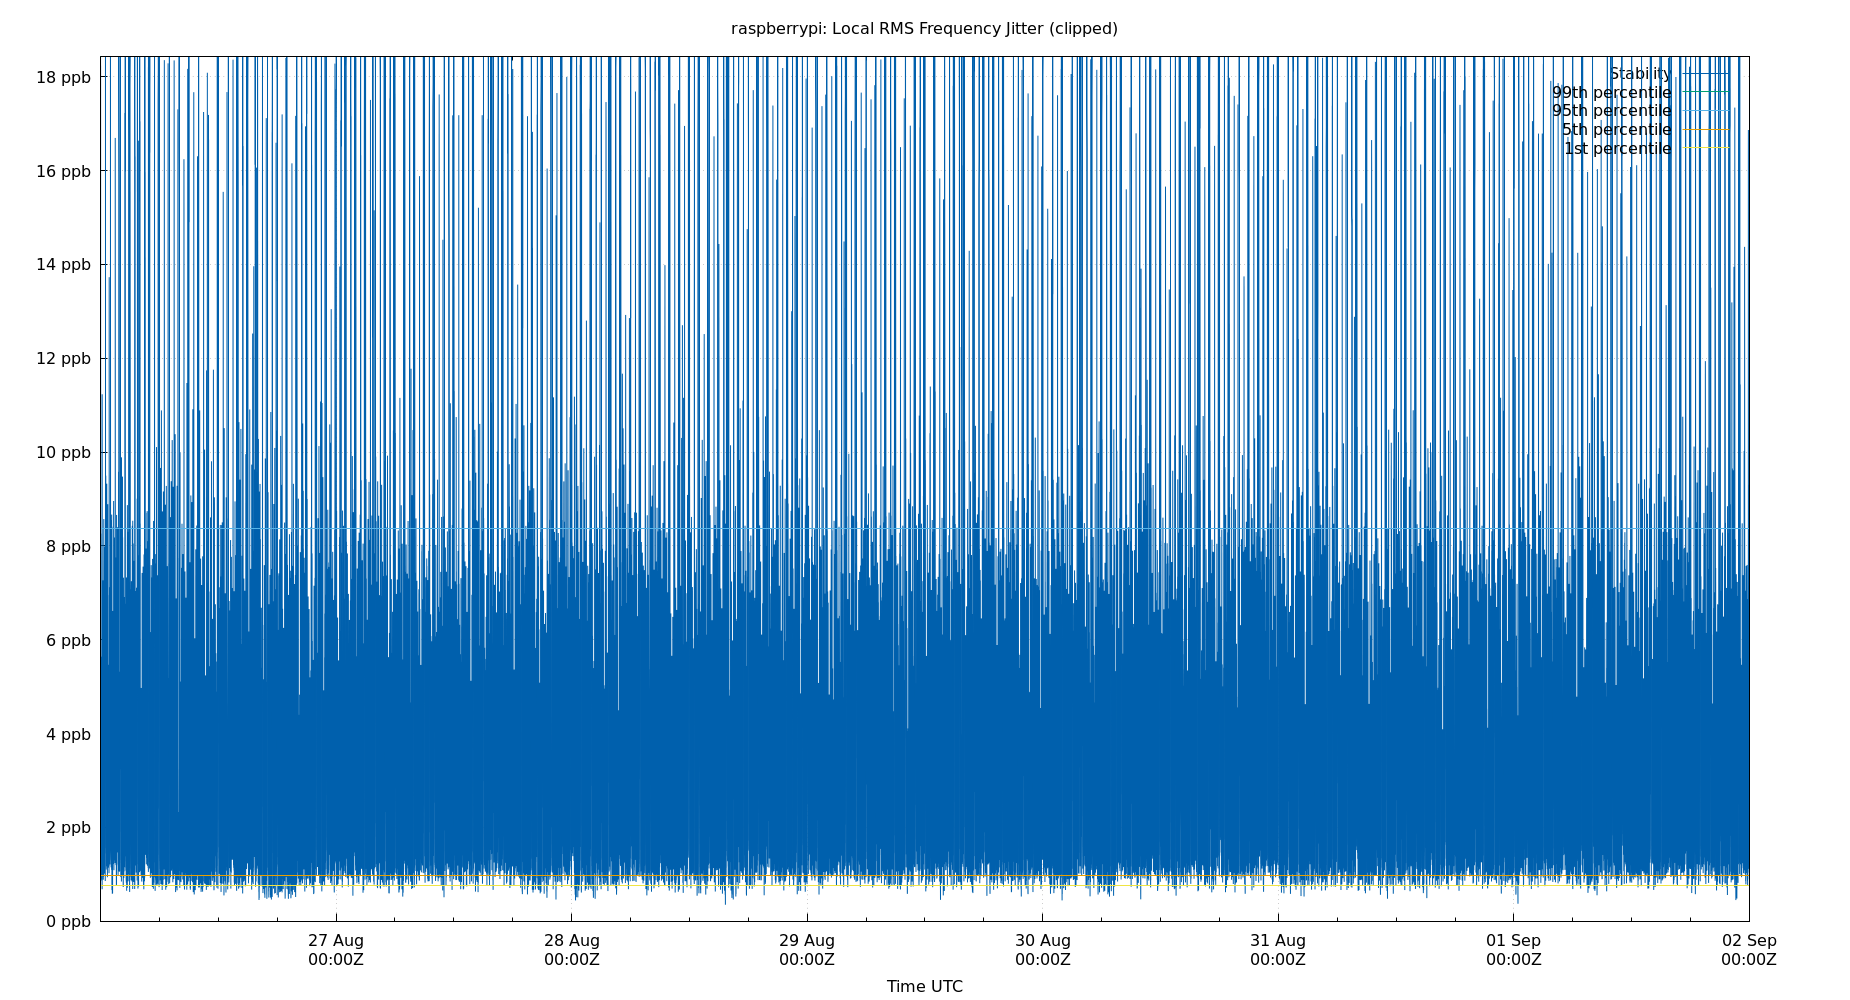 raspberrypi: Local RMS Frequency Jitter (clipped)
18 ppb
16 ppb
14 ppb
12 ppb
10 ppb
8 ppb
6 ppb
4 ppb
2 ppb
0 ppb
Stability
99th percentile
95th percentile
5th percentile
1st percentile
27 Aug
00:00Z
28 Aug
00:00Z
29 Aug
00:00Z
30 Aug
00:00Z
31 Aug
00:00Z
01 Sep
00:00Z
02 Sep
00:00Z
Time UTC